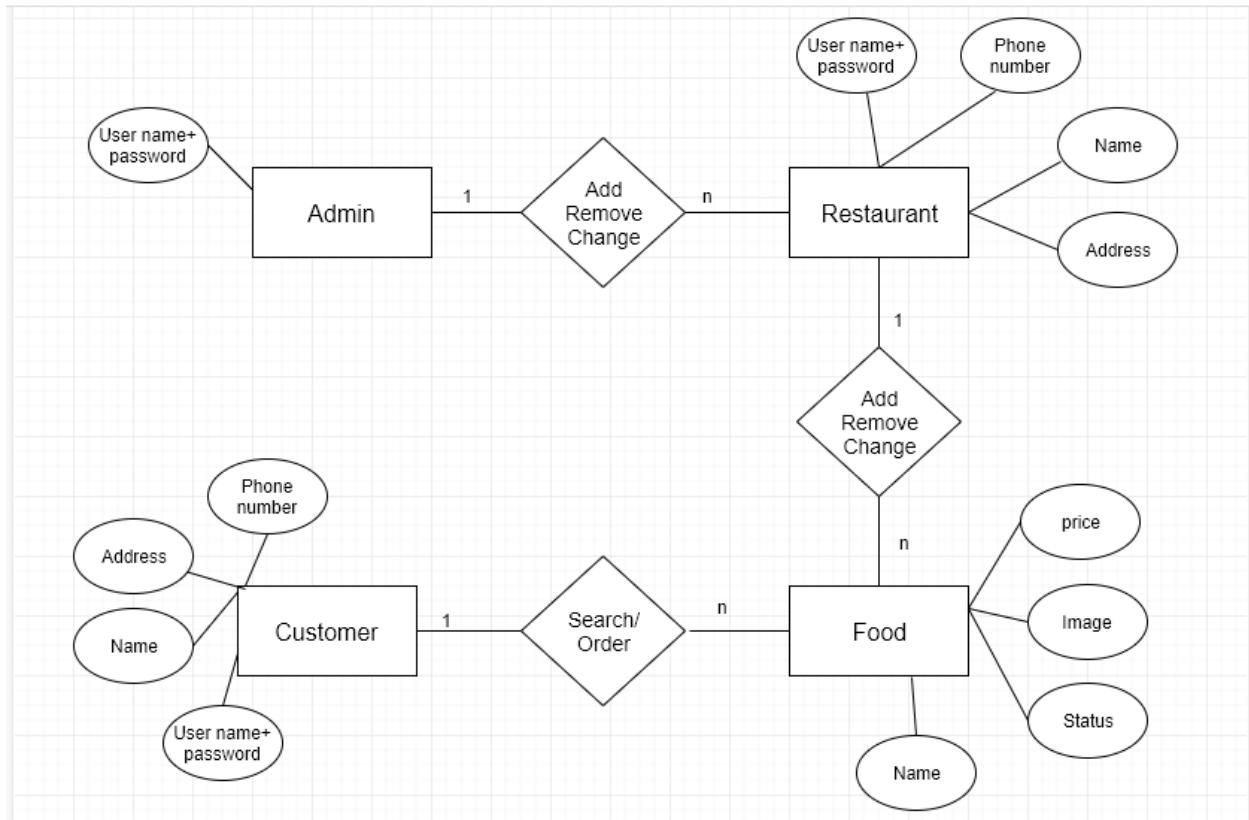 User name+
password
Phone
number
User name+
password
Name
Admin
1
Add
Remove
Change
n
Restaurant
Address
1
Add
Remove
Change
n
Phone
number
Address
Name
Customer
User name+
password
1
Search/
Order
n
Food
price
Image
Status
Name